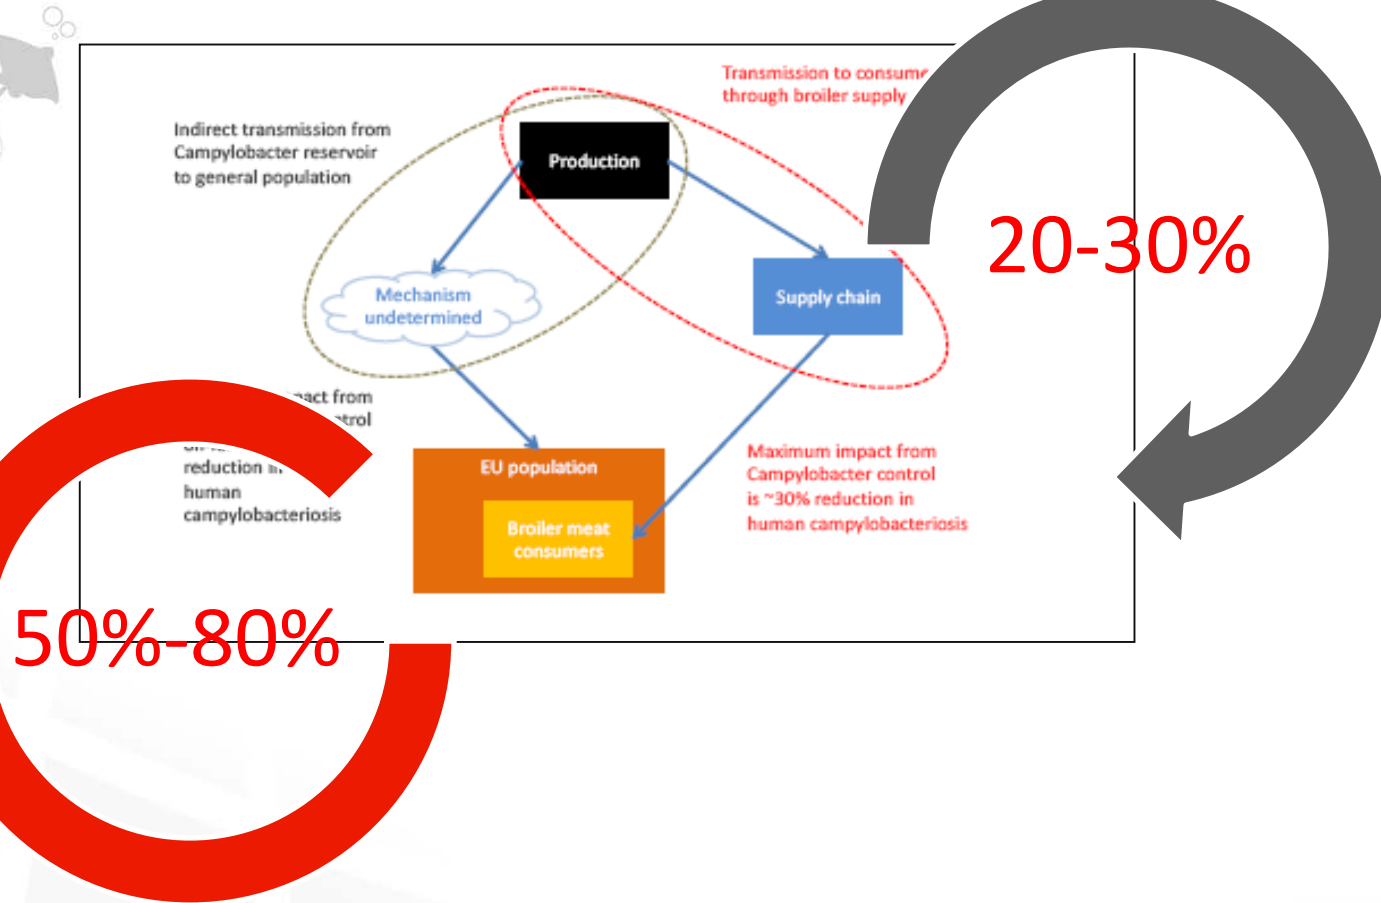 Transmission to
through broiler supply
Indirect transmission from
Campylobacter reservoir
to general population
Production
20-30%
Mechanism
undetermined
Supply chain
from
reduction in
human
campylobacteriosis
EU population
Broiler meat
consumers
Maximum impact from
Campylobacter control
is ~30% reduction in
human campylobacteriosis
50%-80%